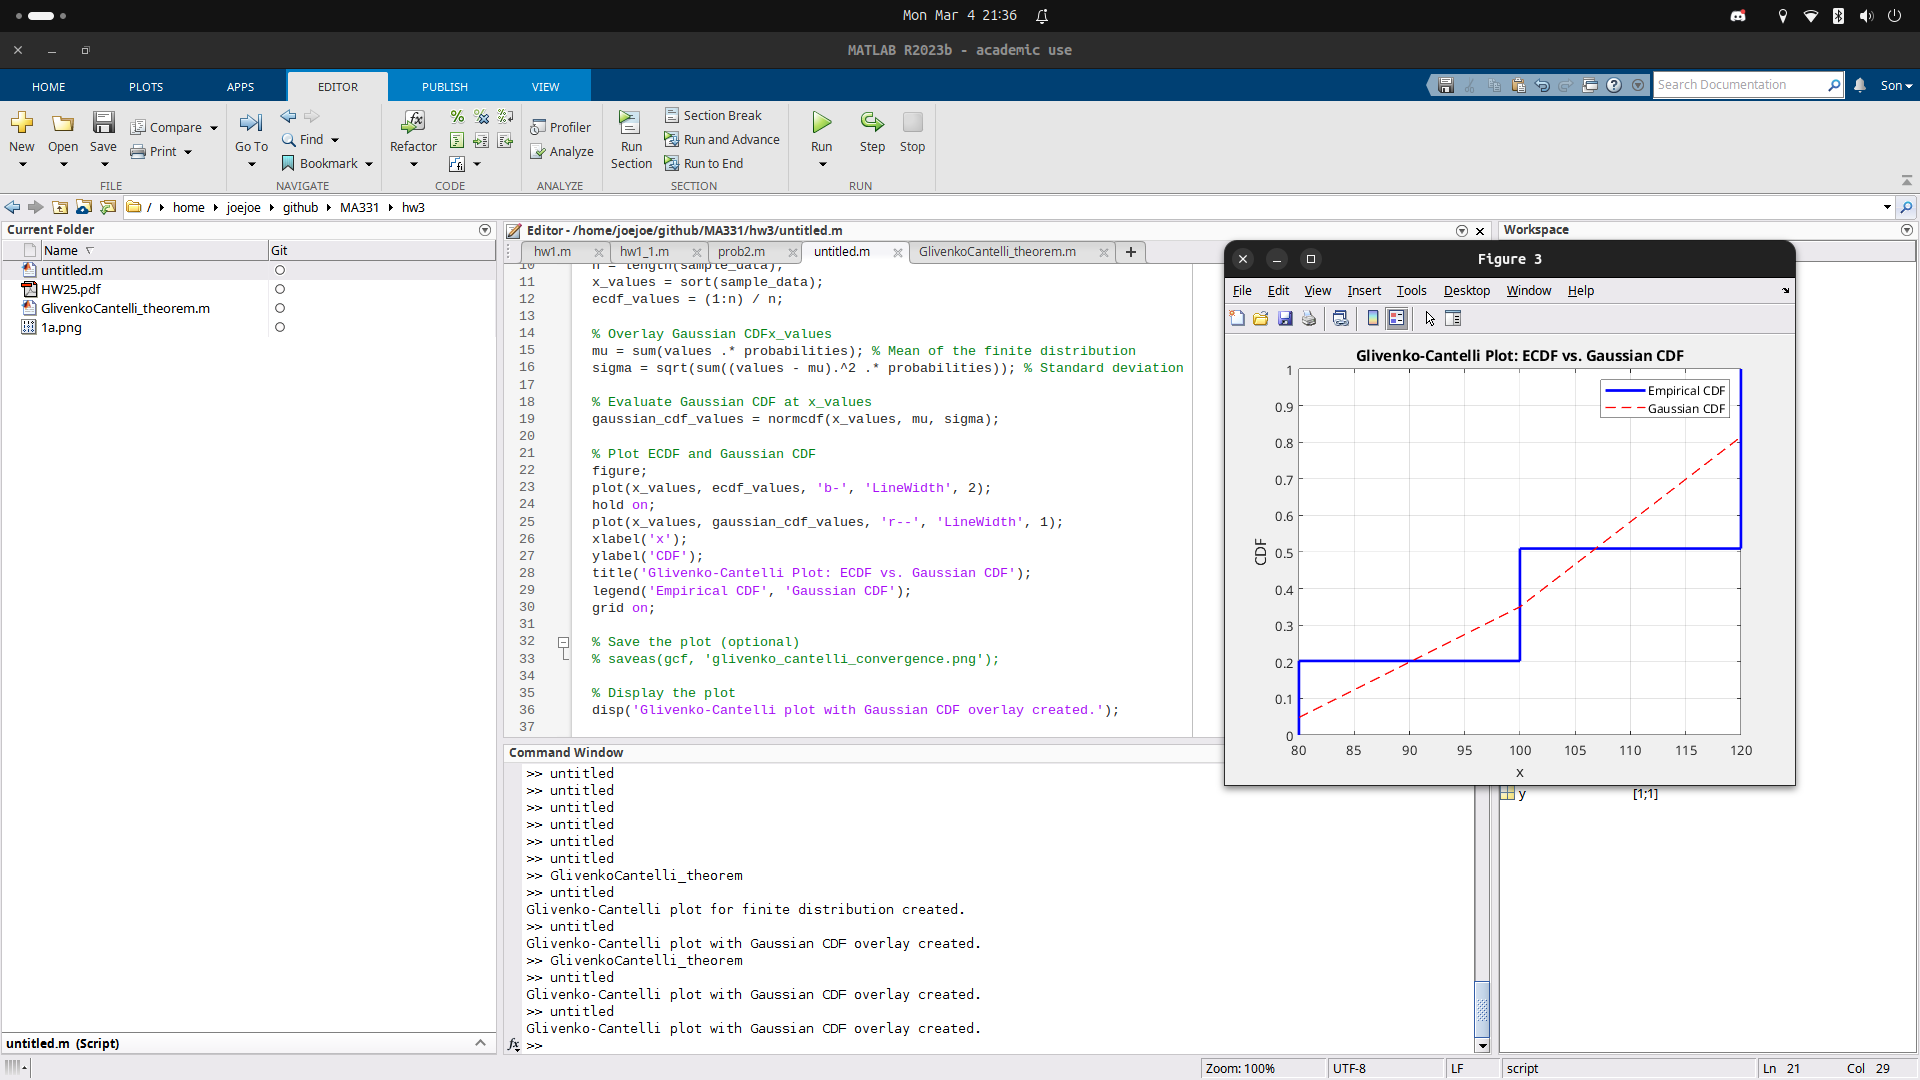 Mon Mar 4 21:36
MATLAB R2023b - academic use
HOME PLOTS APPS EDITOR PUBLISH VIEW
Search Documentation
Son
New Open Save Compare Print
FILE
Go To Find Bookmark
NAVIGATE
Refactor
CODE
Profiler Analyze
ANALYZE
Run Section Section Break Run and Advance Run to End
SECTION
Run Step Stop
RUN
/ home joejoe github MA331 hw3
Current Folder
Name Git
untitled.m
HW25.pdf
GlivenkoCantelli_theorem.m
1a.png
untitled.m (Script)
Editor - /home/joejoe/github/MA331/hw3/untitled.m
hw1.m hw1_1.m prob2.m untitled.m GlivenkoCantelli_theorem.m +
10 n = length(sample_data);
11 x_values = sort(sample_data);
12 ecdf_values = (1:n) / n;
13
14 % Overlay Gaussian CDFx_values
15 mu = sum(values .* probabilities); % Mean of the finite distribution
16 sigma = sqrt(sum((values - mu).^2 .* probabilities)); % Standard deviation
17
18 % Evaluate Gaussian CDF at x_values
19 gaussian_cdf_values = normcdf(x_values, mu, sigma);
20
21 % Plot ECDF and Gaussian CDF
22 figure;
23 plot(x_values, ecdf_values, 'b-', 'LineWidth', 2);
24 hold on;
25 plot(x_values, gaussian_cdf_values, 'r--', 'LineWidth', 1);
26 xlabel('x');
27 ylabel('CDF');
28 title('Glivenko-Cantelli Plot: ECDF vs. Gaussian CDF');
29 legend('Empirical CDF', 'Gaussian CDF');
30 grid on;
31
32 % Save the plot (optional)
33 % saveas(gcf, 'glivenko_cantelli_convergence.png');
34
35 % Display the plot
36 disp('Glivenko-Cantelli plot with Gaussian CDF overlay created.');
37
Command Window
>> untitled
>> untitled
>> untitled
>> untitled
>> untitled
>> untitled
>> GlivenkoCantelli_theorem
>> untitled
Glivenko-Cantelli plot for finite distribution created.
>> untitled
Glivenko-Cantelli plot with Gaussian CDF overlay created.
>> GlivenkoCantelli_theorem
>> untitled
Glivenko-Cantelli plot with Gaussian CDF overlay created.
>> untitled
Glivenko-Cantelli plot with Gaussian CDF overlay created.
fx >>
Workspace
y [1;1]
Figure 3
File Edit View Insert Tools Desktop Window Help
Glivenko-Cantelli Plot: ECDF vs. Gaussian CDF
Empirical CDF
Gaussian CDF
1
0.9
0.8
0.7
0.6
0.5
0.4
0.3
0.2
0.1
0
CDF
80 85 90 95 100 105 110 115 120
x
Zoom: 100% UTF-8 LF script Ln 21 Col 29